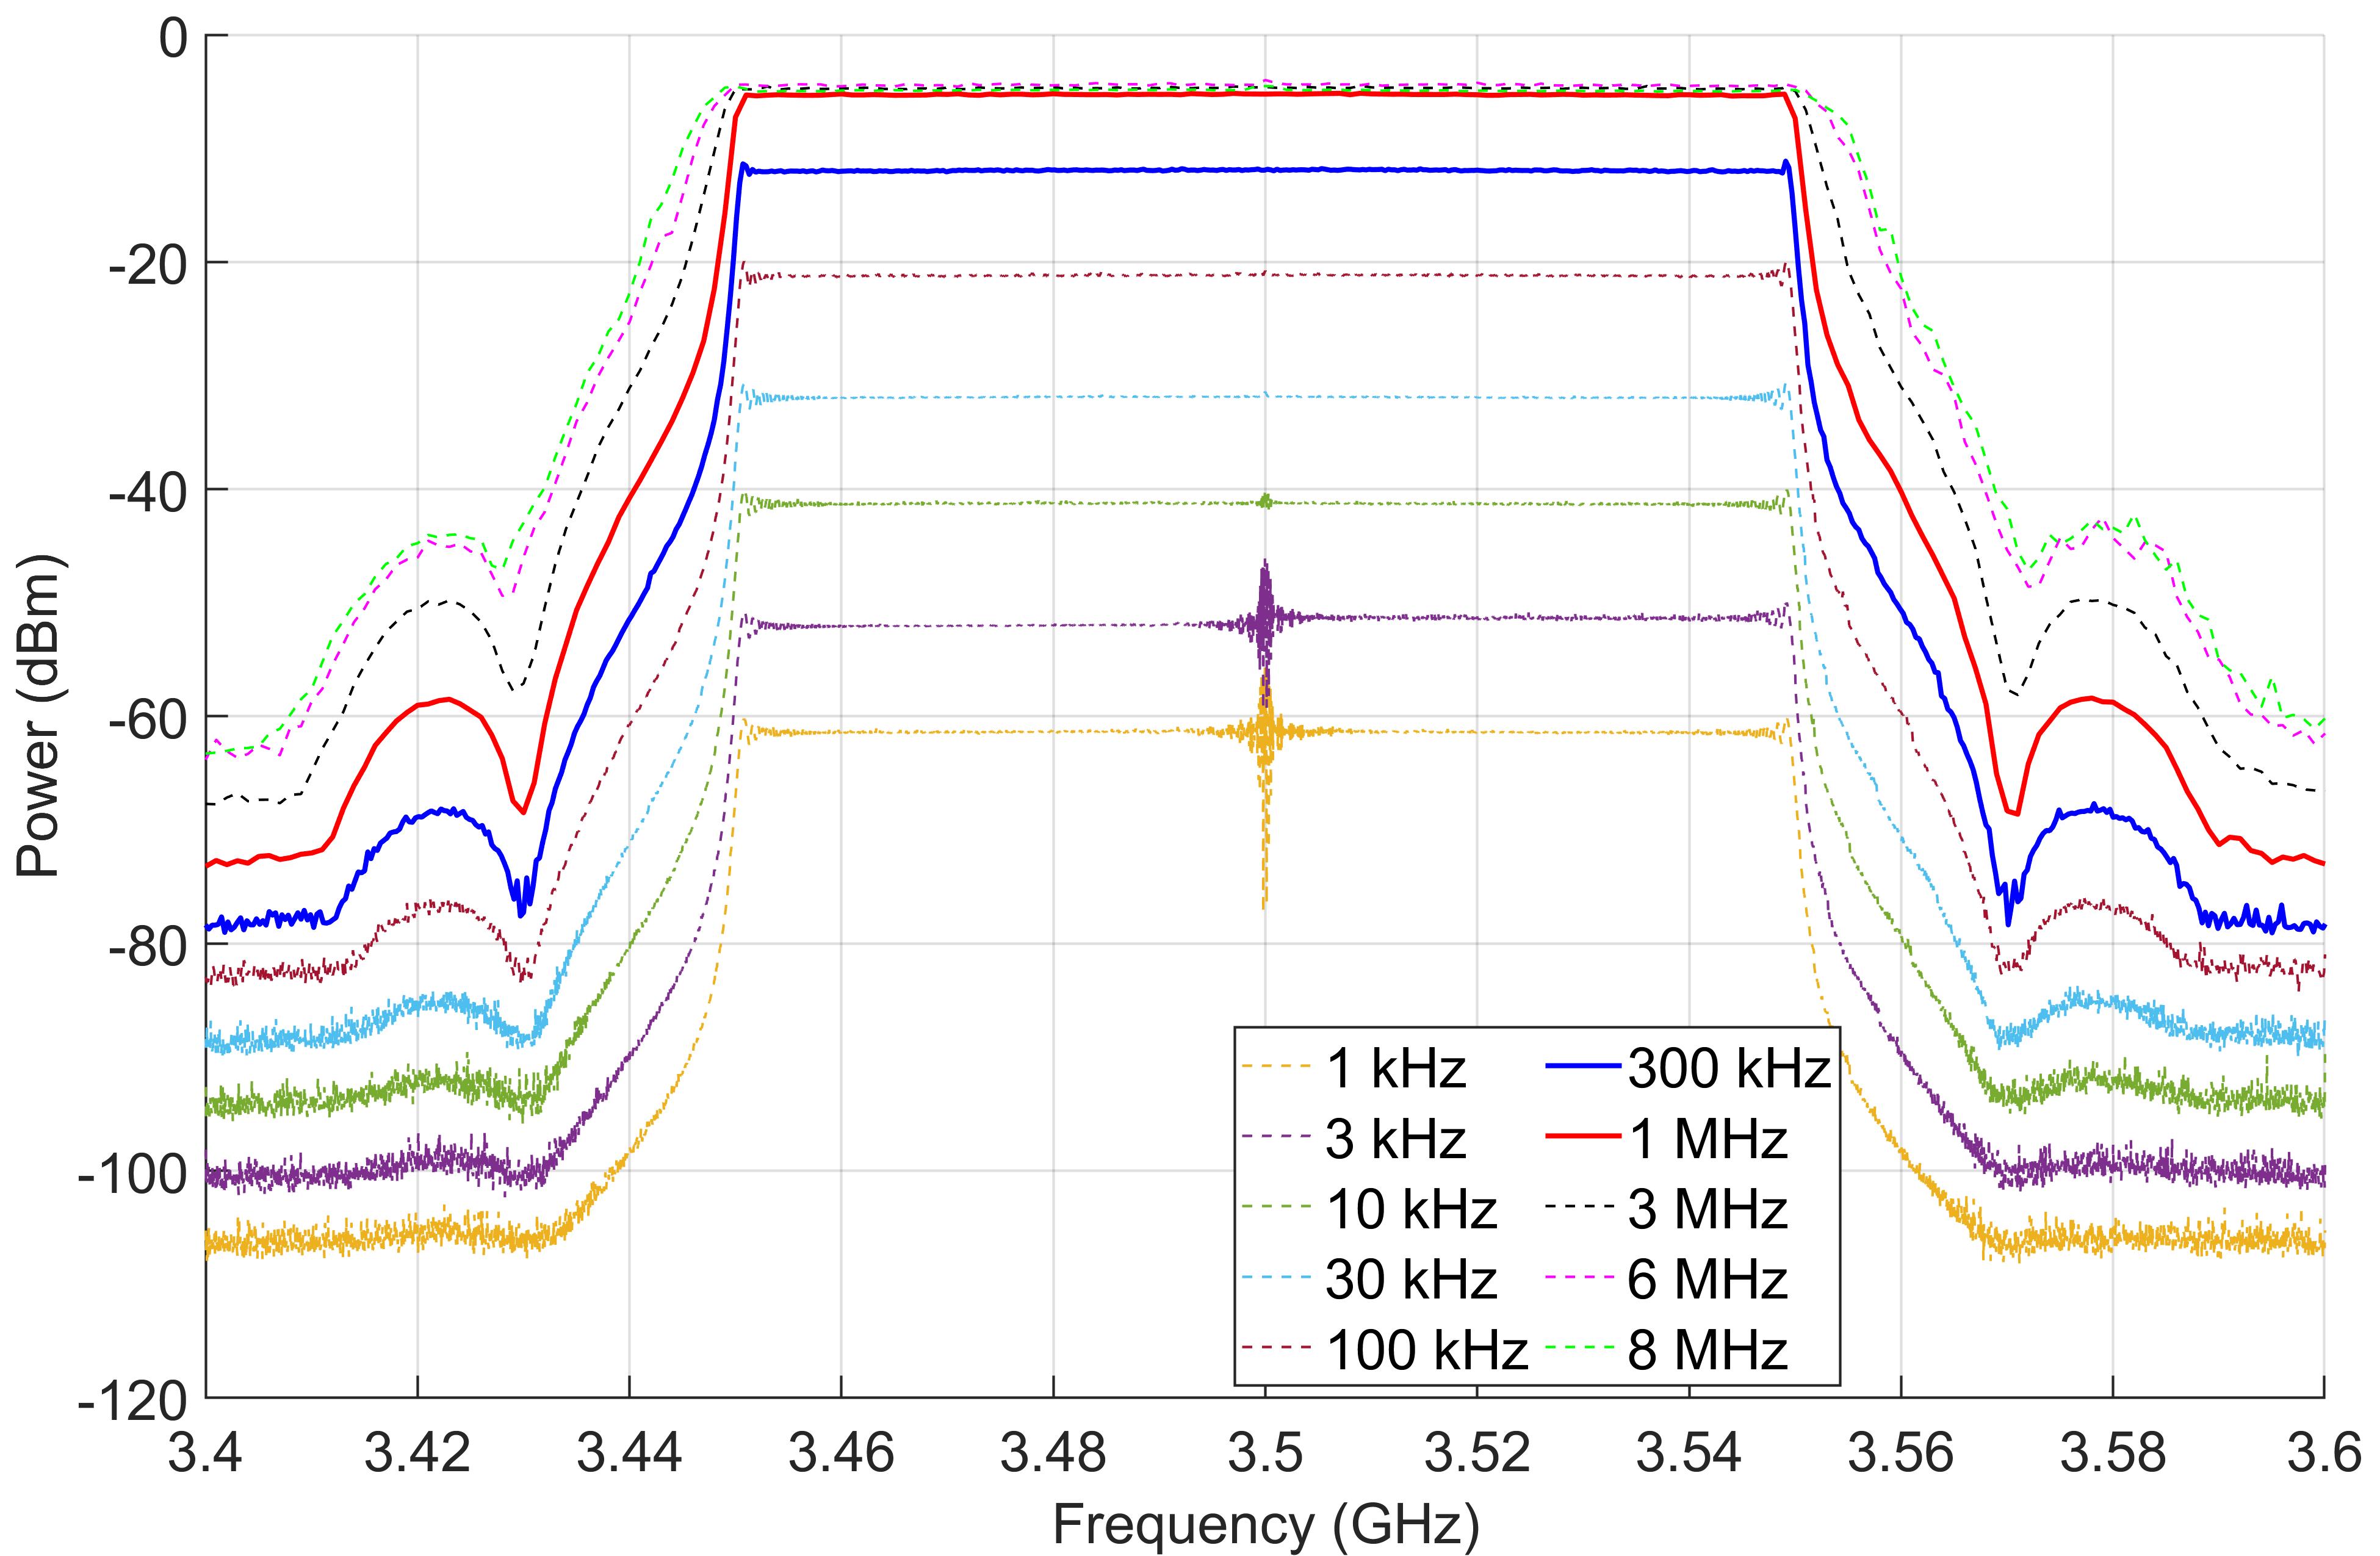 0
-20
-40
-60
-80
-100
-120
Power (dBm)
3.4 3.42 3.44 3.46 3.48 3.5 3.52 3.54 3.56 3.58 3.6
Frequency (GHz)
1 kHz
3 kHz
10 kHz
30 kHz
100 kHz
300 kHz
1 MHz
3 MHz
6 MHz
8 MHz